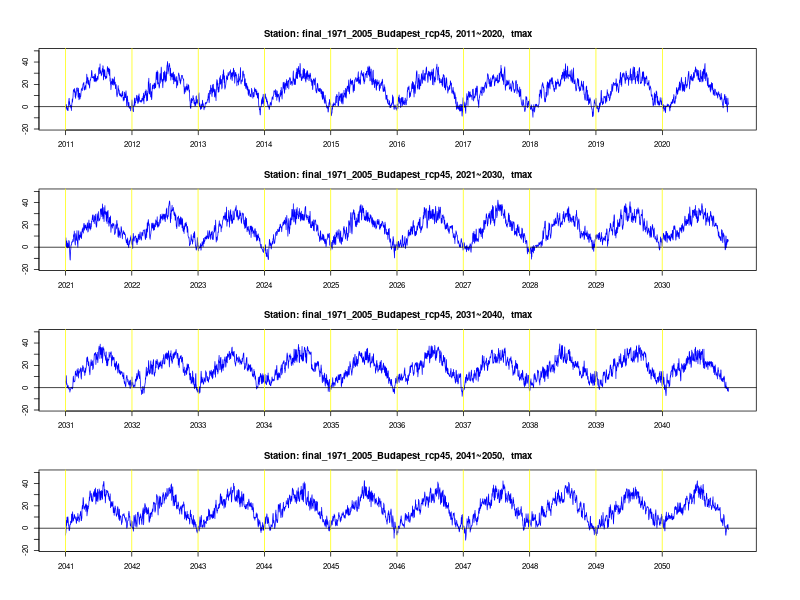 Station: final_1971_2005_Budapest_rcp45, 2011~2020, tmax
40
0
-20
2011 2012 2013 2014 2015 2016 2017 2018 2019 2020
Station: final_1971_2005_Budapest_rcp45, 2021~2030, tmax
40
20
0
-20
2021 2022 2023 2024 2025 2026 2027 2028 2029 2030
Station: final_1971_2005_Budapest_rcp45, 2031~2040, tmax
40
20
0
-20
2031 2032 2033 2034 2035 2036 2037 2038 2039 2040
Station: final_1971_2005_Budapest_rcp45, 2041~2050, tmax
40
20
0
-20
2041 2042 2043 2044 2045 2046 2047 2048 2049 2050